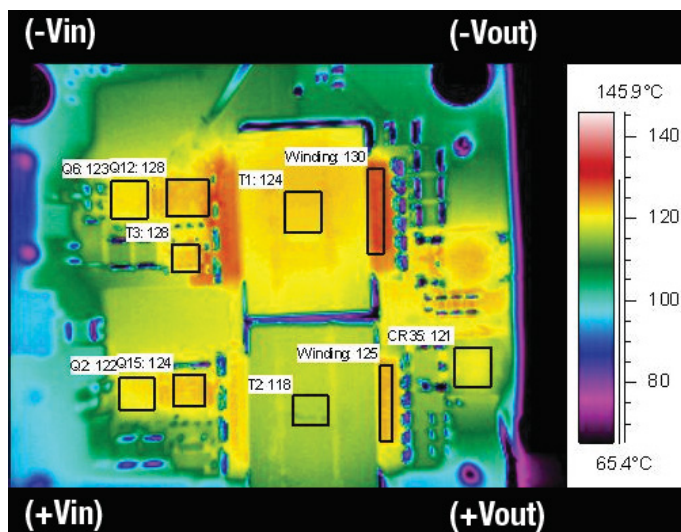 (-Vin) (-Vout)
145.9°C
140
Winding: 130
Q6: 123 Q12: 128
T1: 124
120
T3: 128
100
CR35: 121
Winding: 125
Q2: 122 Q15: 124
T2: 118
80
65.4°C
(+Vin) (+Vout)